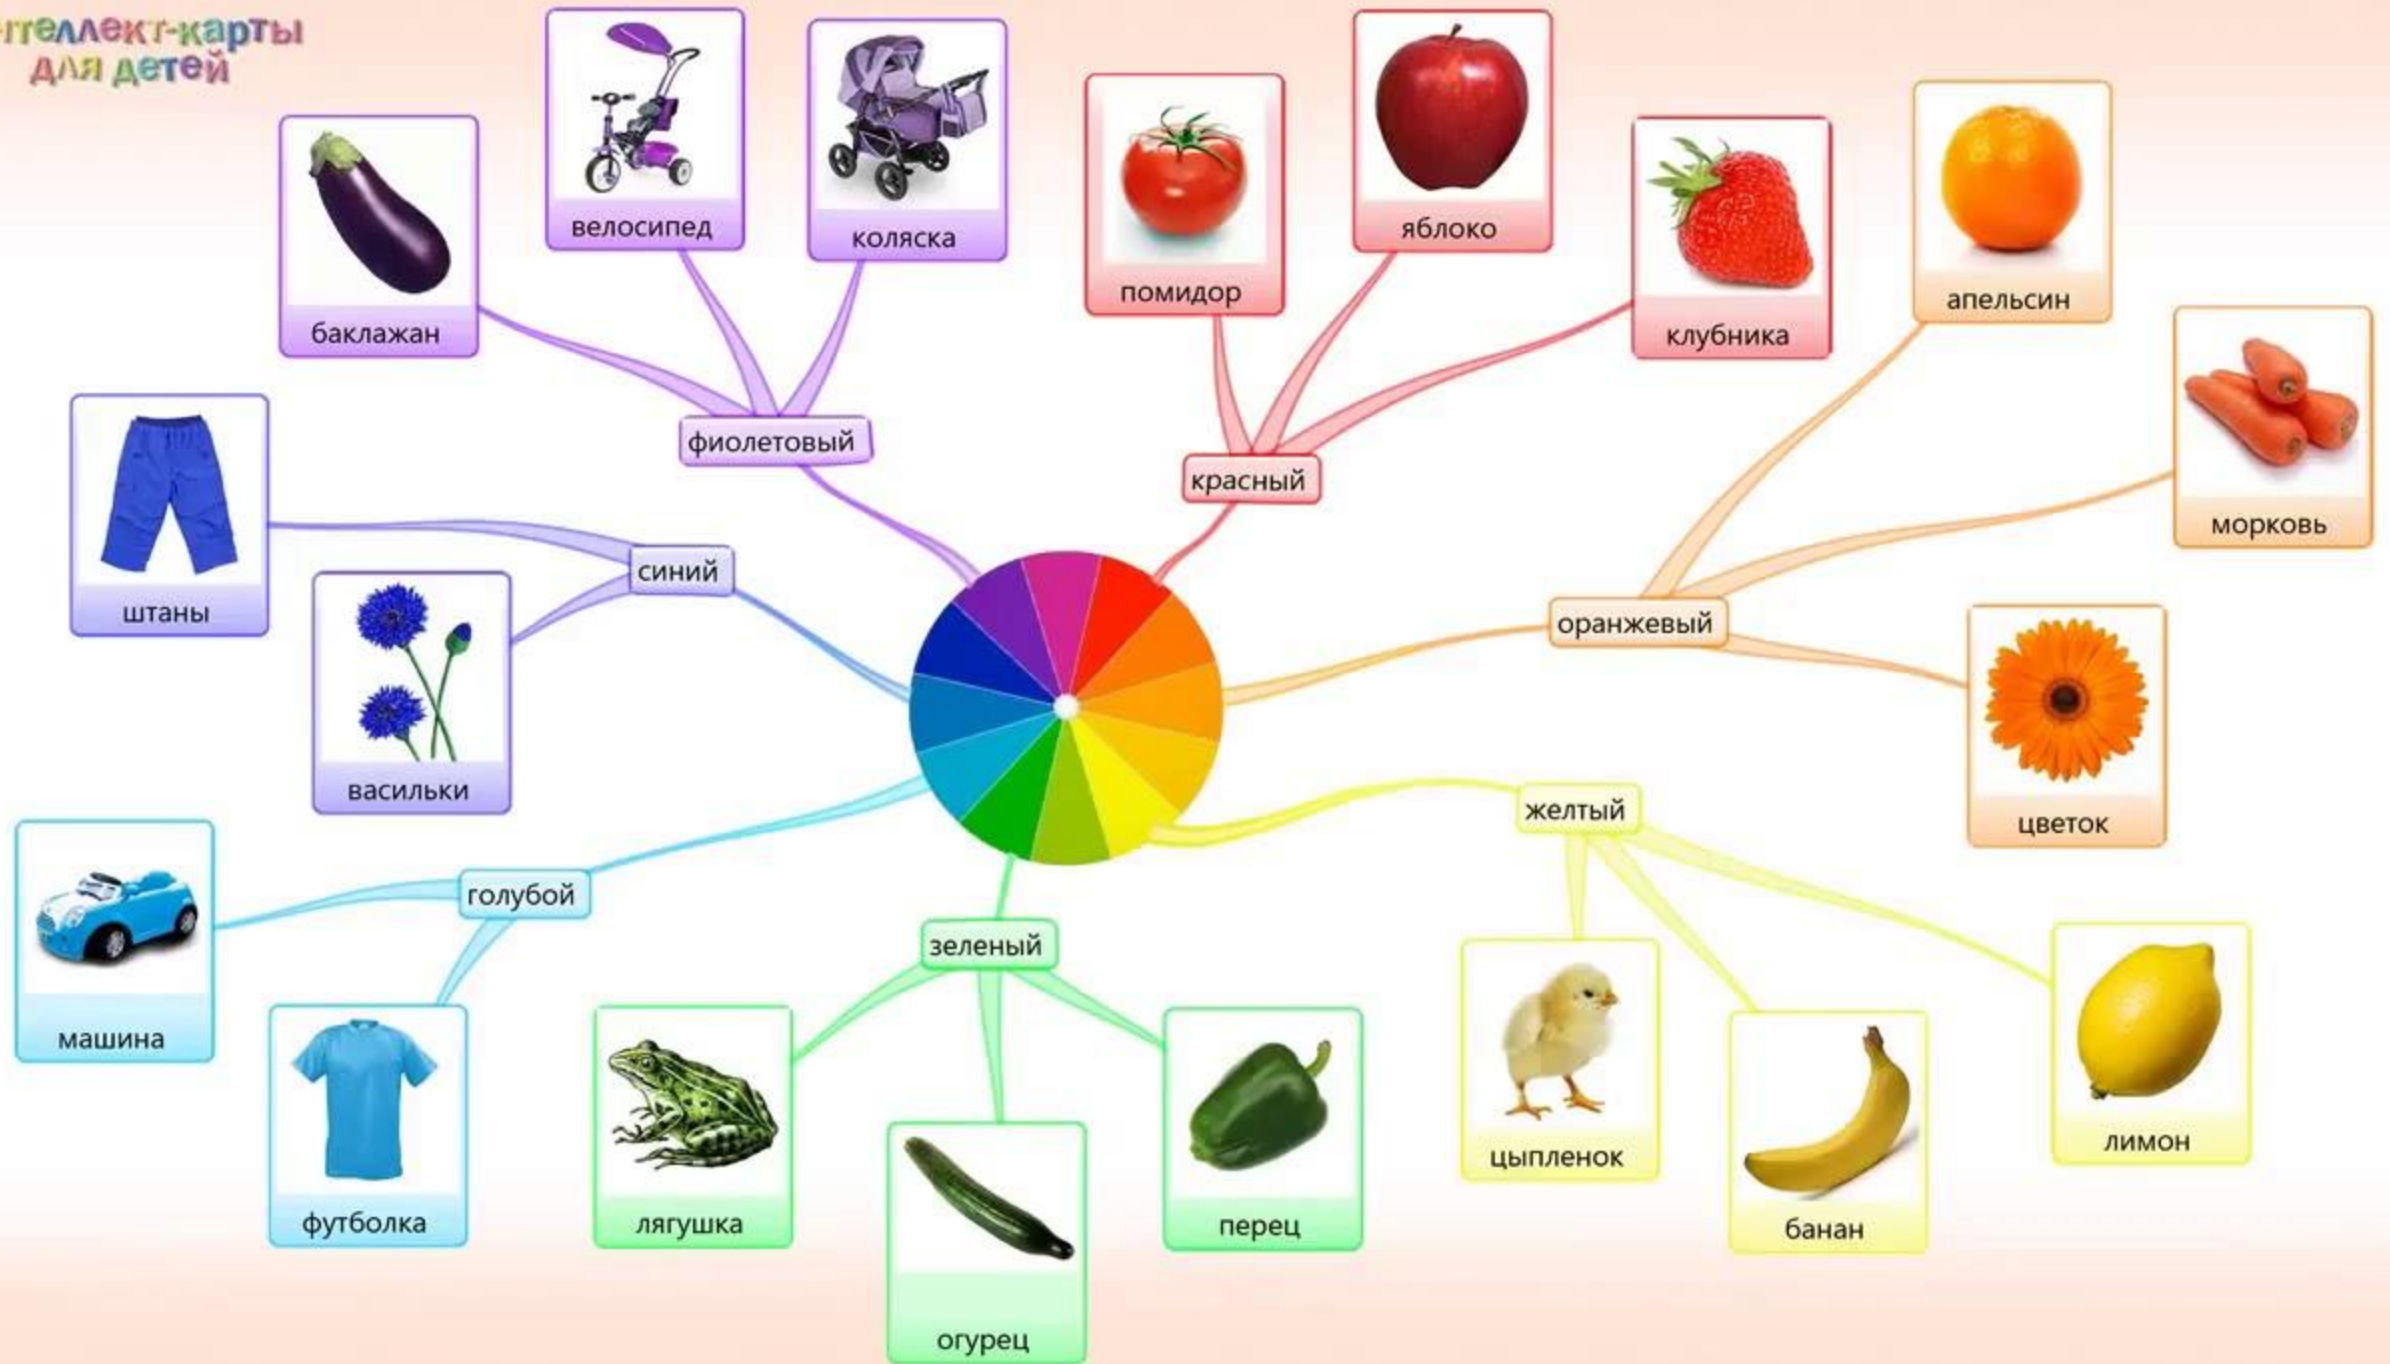 нтеллект-карты
для детей
велосипед
коляска
яблоко
помидор
апельсин
баклажан
клубника
фиолетовый
красный
морковь
синий
штаны
оранжевый
васильки
желтый
цветок
голубой
зеленый
машина
лимон
цыпленок
футболка
лягушка
перец
банан
огурец